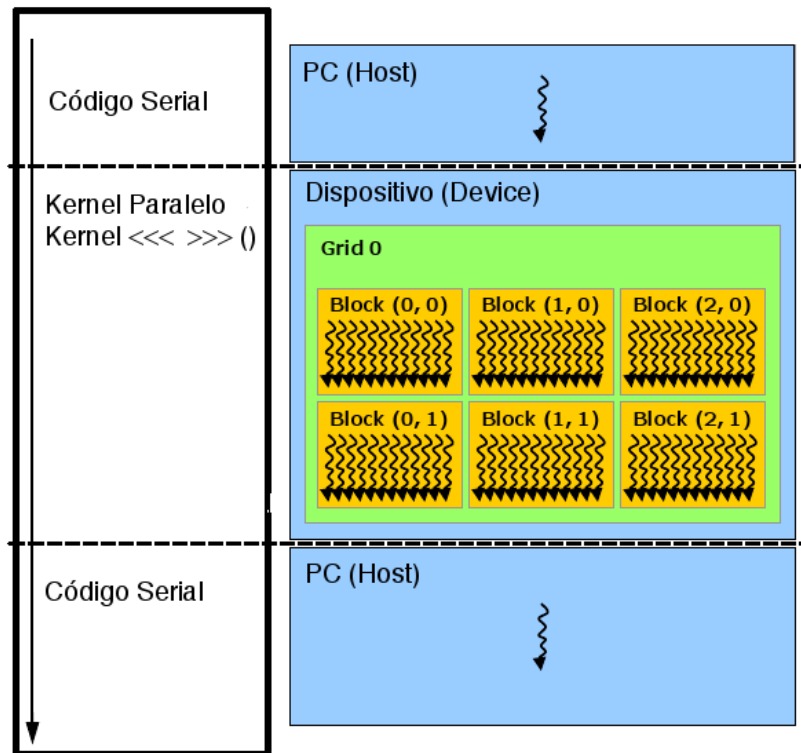 Código Serial
PC (Host)
Kernel Paralelo
Kernel <<< >>> ()
Dispositivo (Device)
Grid 0
Block (0, 0)
Block (1, 0)
Block (2, 0)
Block (0, 1)
Block (1, 1)
Block (2, 1)
Código Serial
PC (Host)